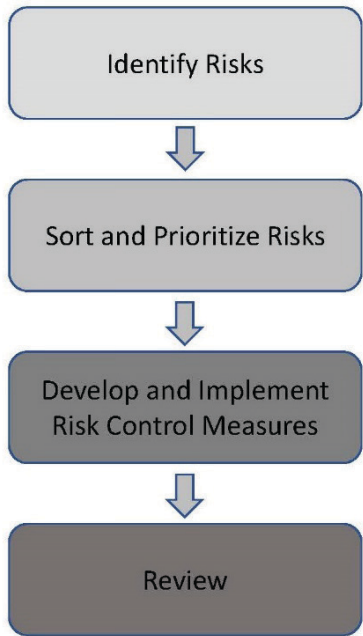 Identify Risks
Sort and Prioritize Risks
Develop and Implement
Risk Control Measures
Review